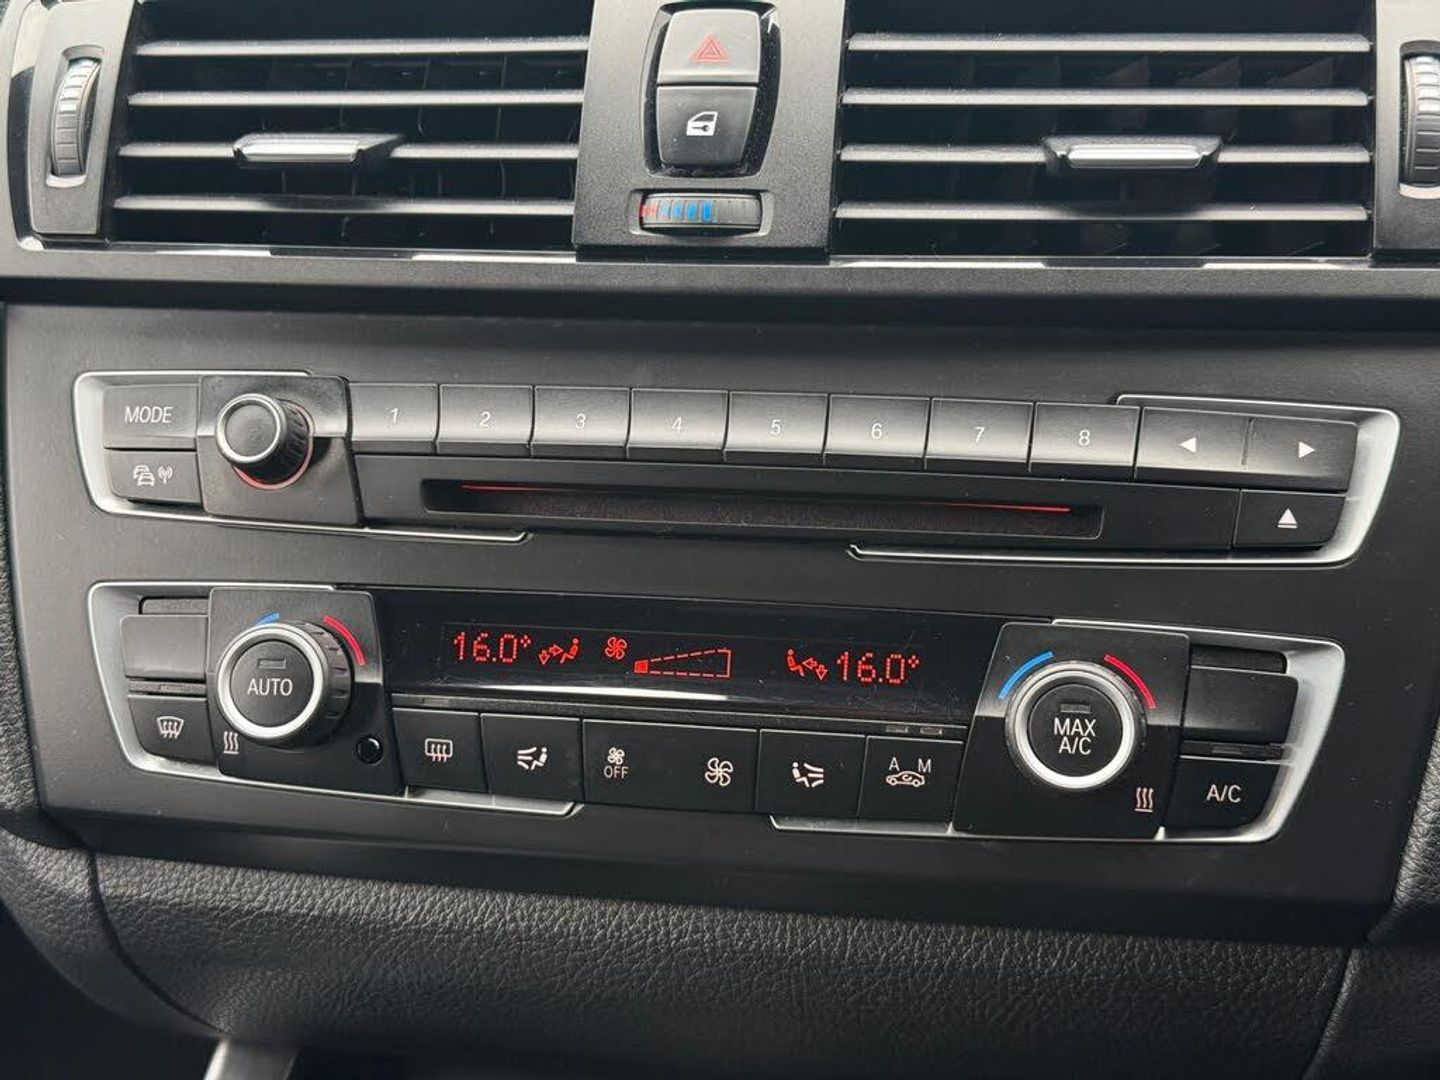 MODE 1 2 3 4 5 6 7 8
16.0° 16.0°
AUTO
MAX
A/C
OFF
A M
A/C